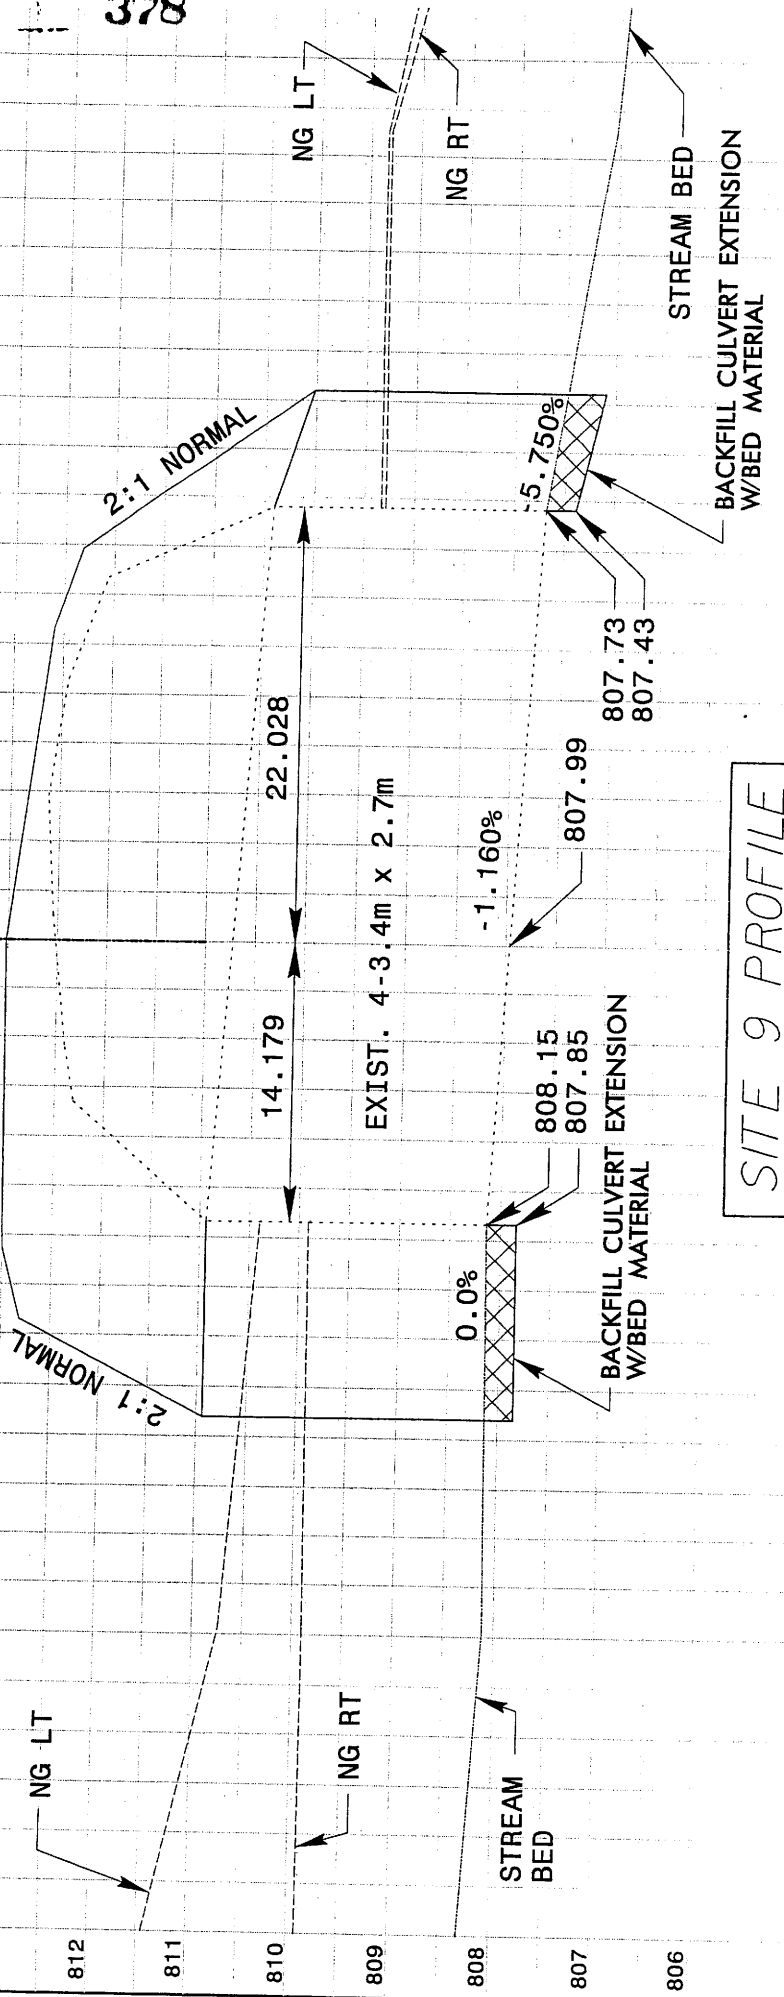 378
NG LT
NG RT
STREAM BED
BACKFILL CULVERT EXTENSION
W/BED MATERIAL
2:1 NORMAL
-5.750%
807.73
807.43
22.028
EXIST. 4-3.4m x 2.7m
-1.160%
807.99
14.179
808.15
807.85
BACKFILL CULVERT EXTENSION
W/BED MATERIAL
0.0%
2:1 NORMAL
SITE 9 PROFILE
NG LT
NG RT
STREAM
BED
812
811
810
809
808
807
806